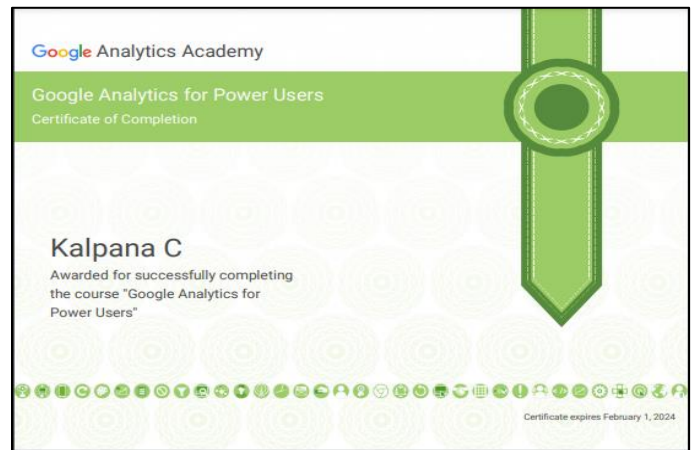 Google Analytics Academy
Google Analytics for Power Users
Certificate of Completion
Kalpana C
Awarded for successfully completing
the course "Google Analytics for
Power Users"
Certificate expires February 1, 2024